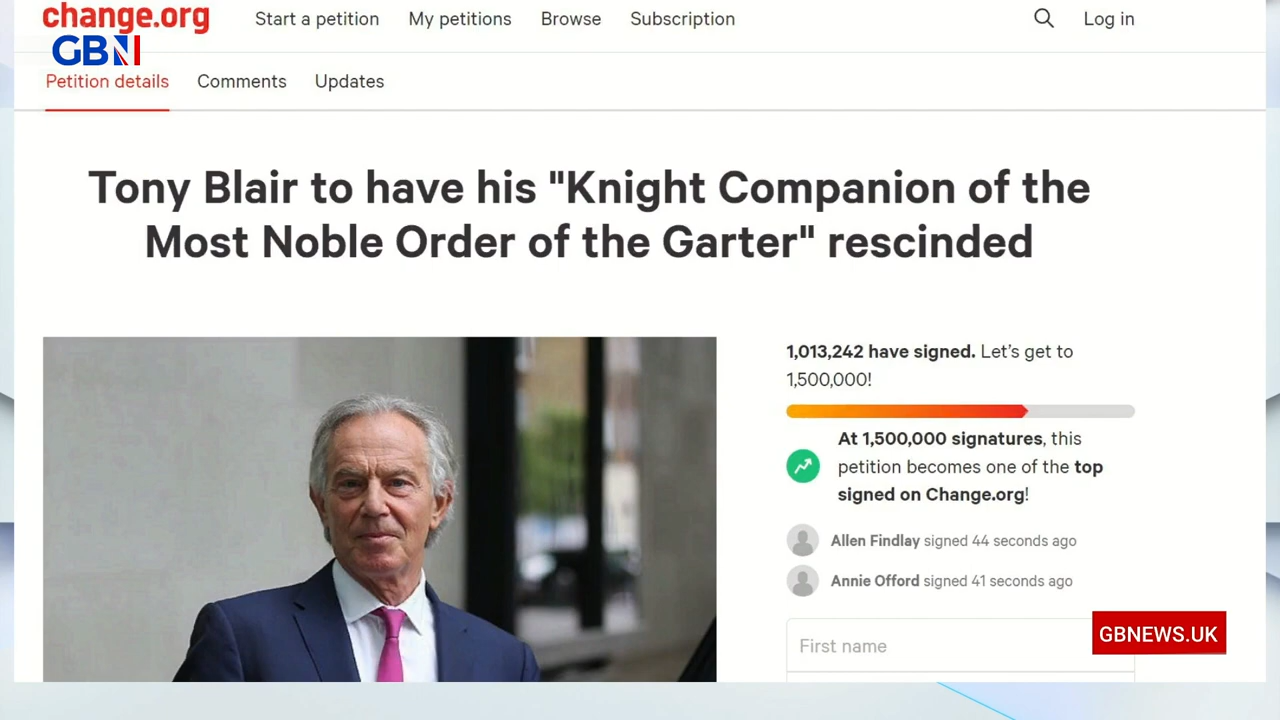 change.org
Start a petition
My petitions
Browse
Subscription
Log in
GBN
Petition details
Comments
Updates
Tony Blair to have his "Knight Companion of the
Most Noble Order of the Garter" rescinded
1,013,242 have signed. Let’s get to
1,500,000!
At 1,500,000 signatures, this
petition becomes one of the top
signed on Change.org!
Allen Findlay signed 44 seconds ago
Annie Offord signed 41 seconds ago
First name
GBNEWS.UK